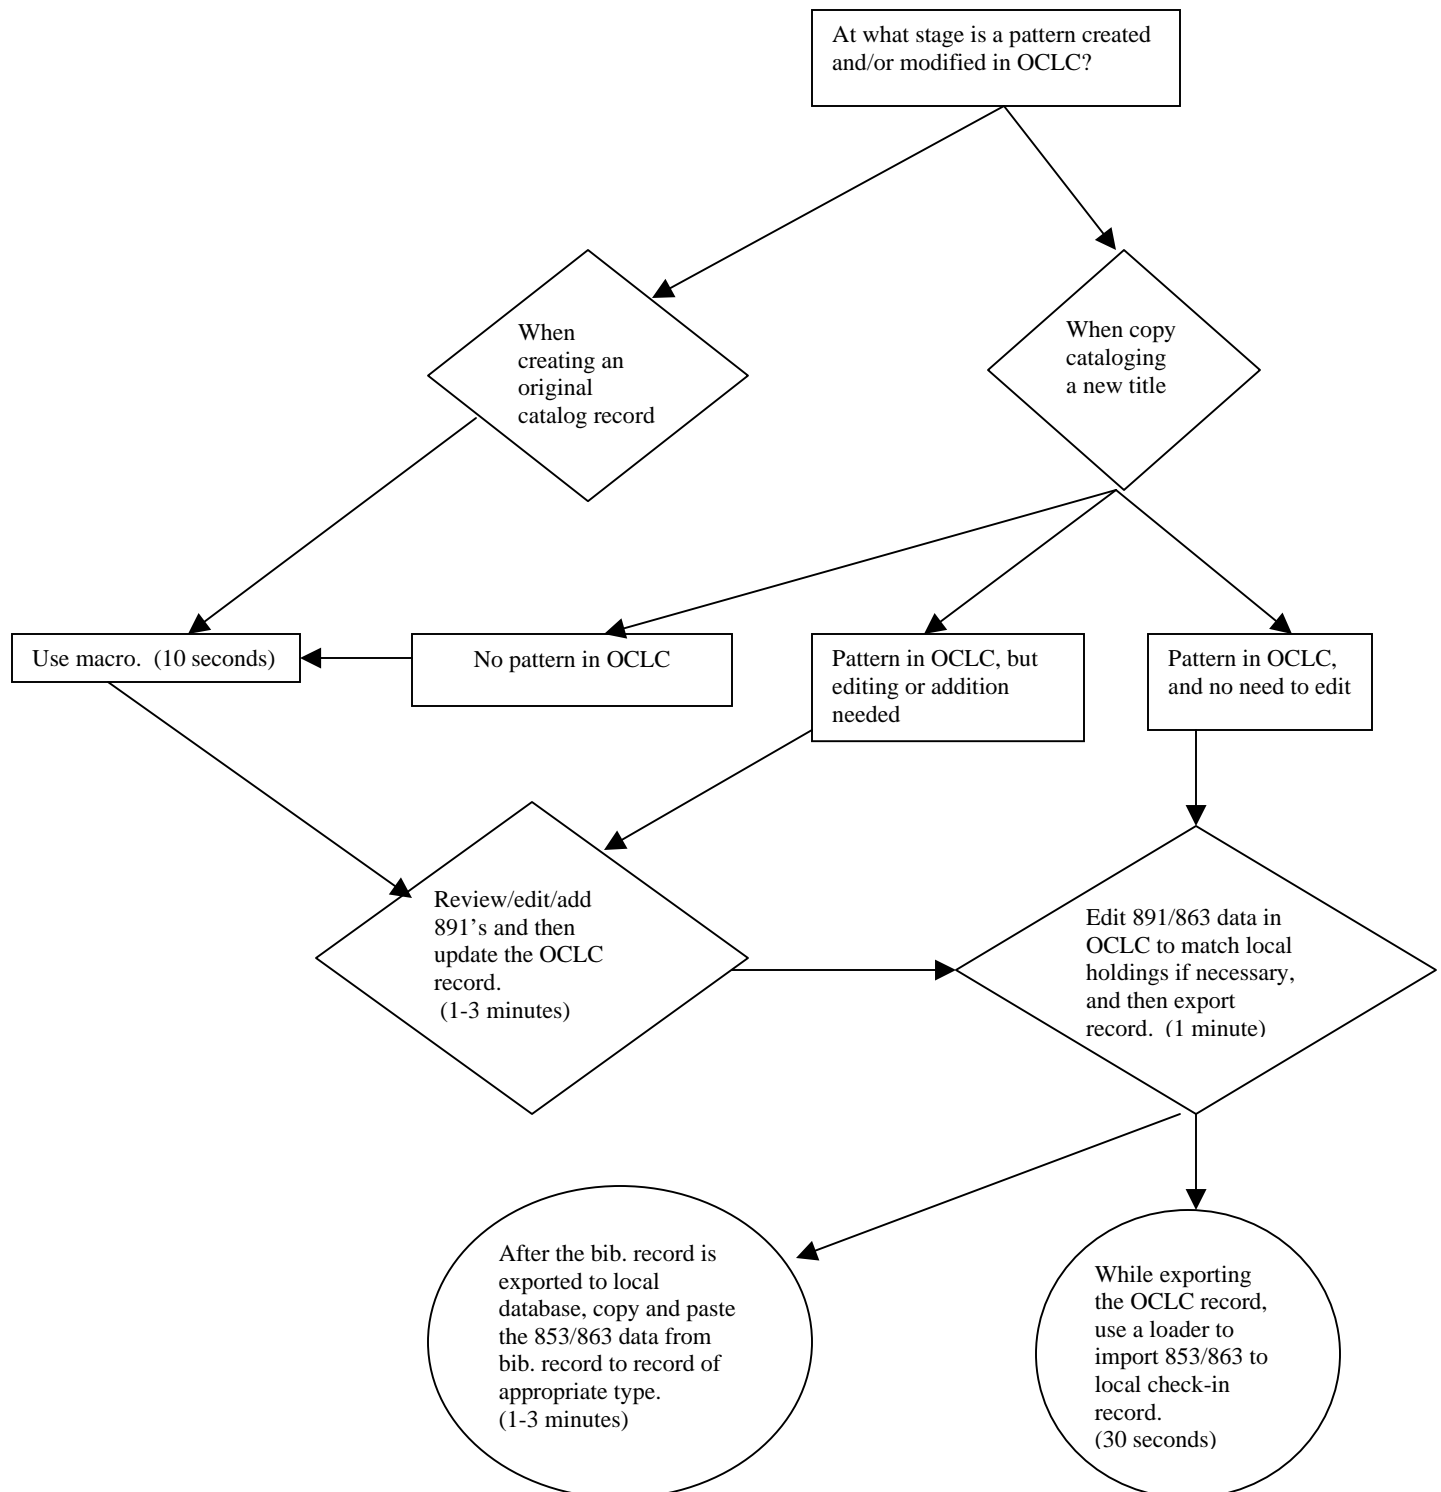 At what stage is a pattern created
and/or modified in OCLC?
When
creating an
original
catalog record
When copy
cataloging
a new title
Use macro.  (10 seconds)
No pattern in OCLC
Pattern in OCLC, but
editing or addition
needed
Pattern in OCLC,
and no need to edit
Review/edit/add
891’s and then
update the OCLC
record.
(1-3 minutes)
Edit 891/863 data in
OCLC to match local
holdings if necessary,
and then export
record.  (1 minute)
After the bib. record is
exported to local
database, copy and paste
the 853/863 data from
bib. record to record of
appropriate type.
(1-3 minutes)
While exporting
the OCLC record,
use a loader to
import 853/863 to
local check-in
record.
(30 seconds)